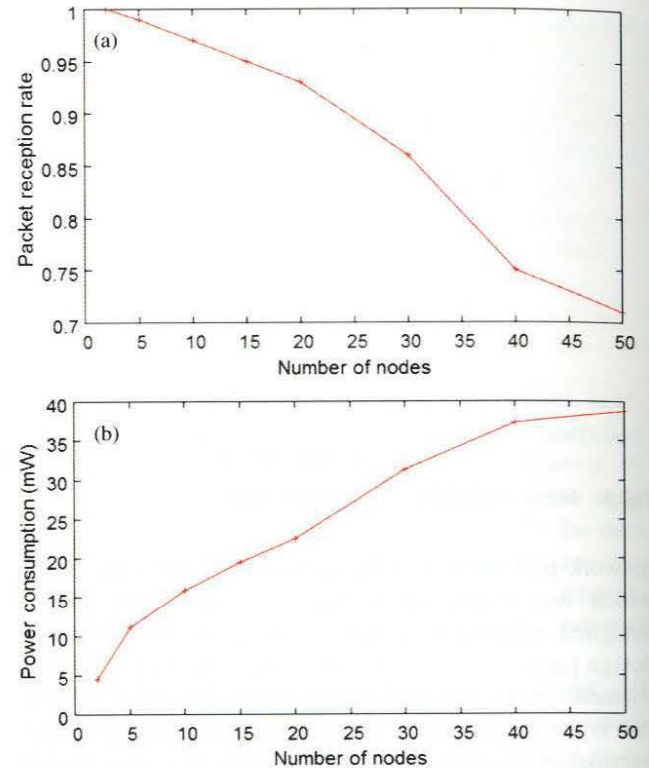 (a)
Packet reception rate
1
0.95
0.9
0.85
0.8
0.75
0.7
0 5 10 15 20 25 30 35 40 45 50
Number of nodes
(b)
Power consumption (mW)
40
35
30
25
20
15
10
5
0
0 5 10 15 20 25 30 35 40 45 50
Number of nodes